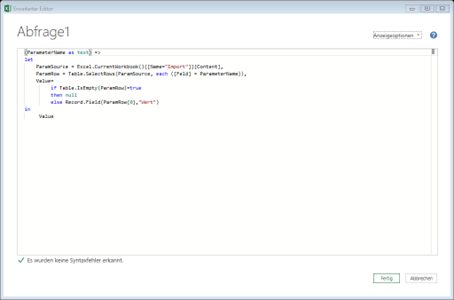 Erweiterter Editor
Abfrage1
Anzeigeoptionen
(ParameterName as text) =>
let
ParamSource = Excel.CurrentWorkbook(){[Name="Import"]}[Content],
ParamRow = Table.SelectRows(ParamSource, each ([Feld] = ParameterName)),
Value=
if Table.IsEmpty(ParamRow)=true
then null
else Record.Field(ParamRow{0},"Wert")
in
Value
Es wurden keine Syntaxfehler erkannt.
Fertig
Abbrechen